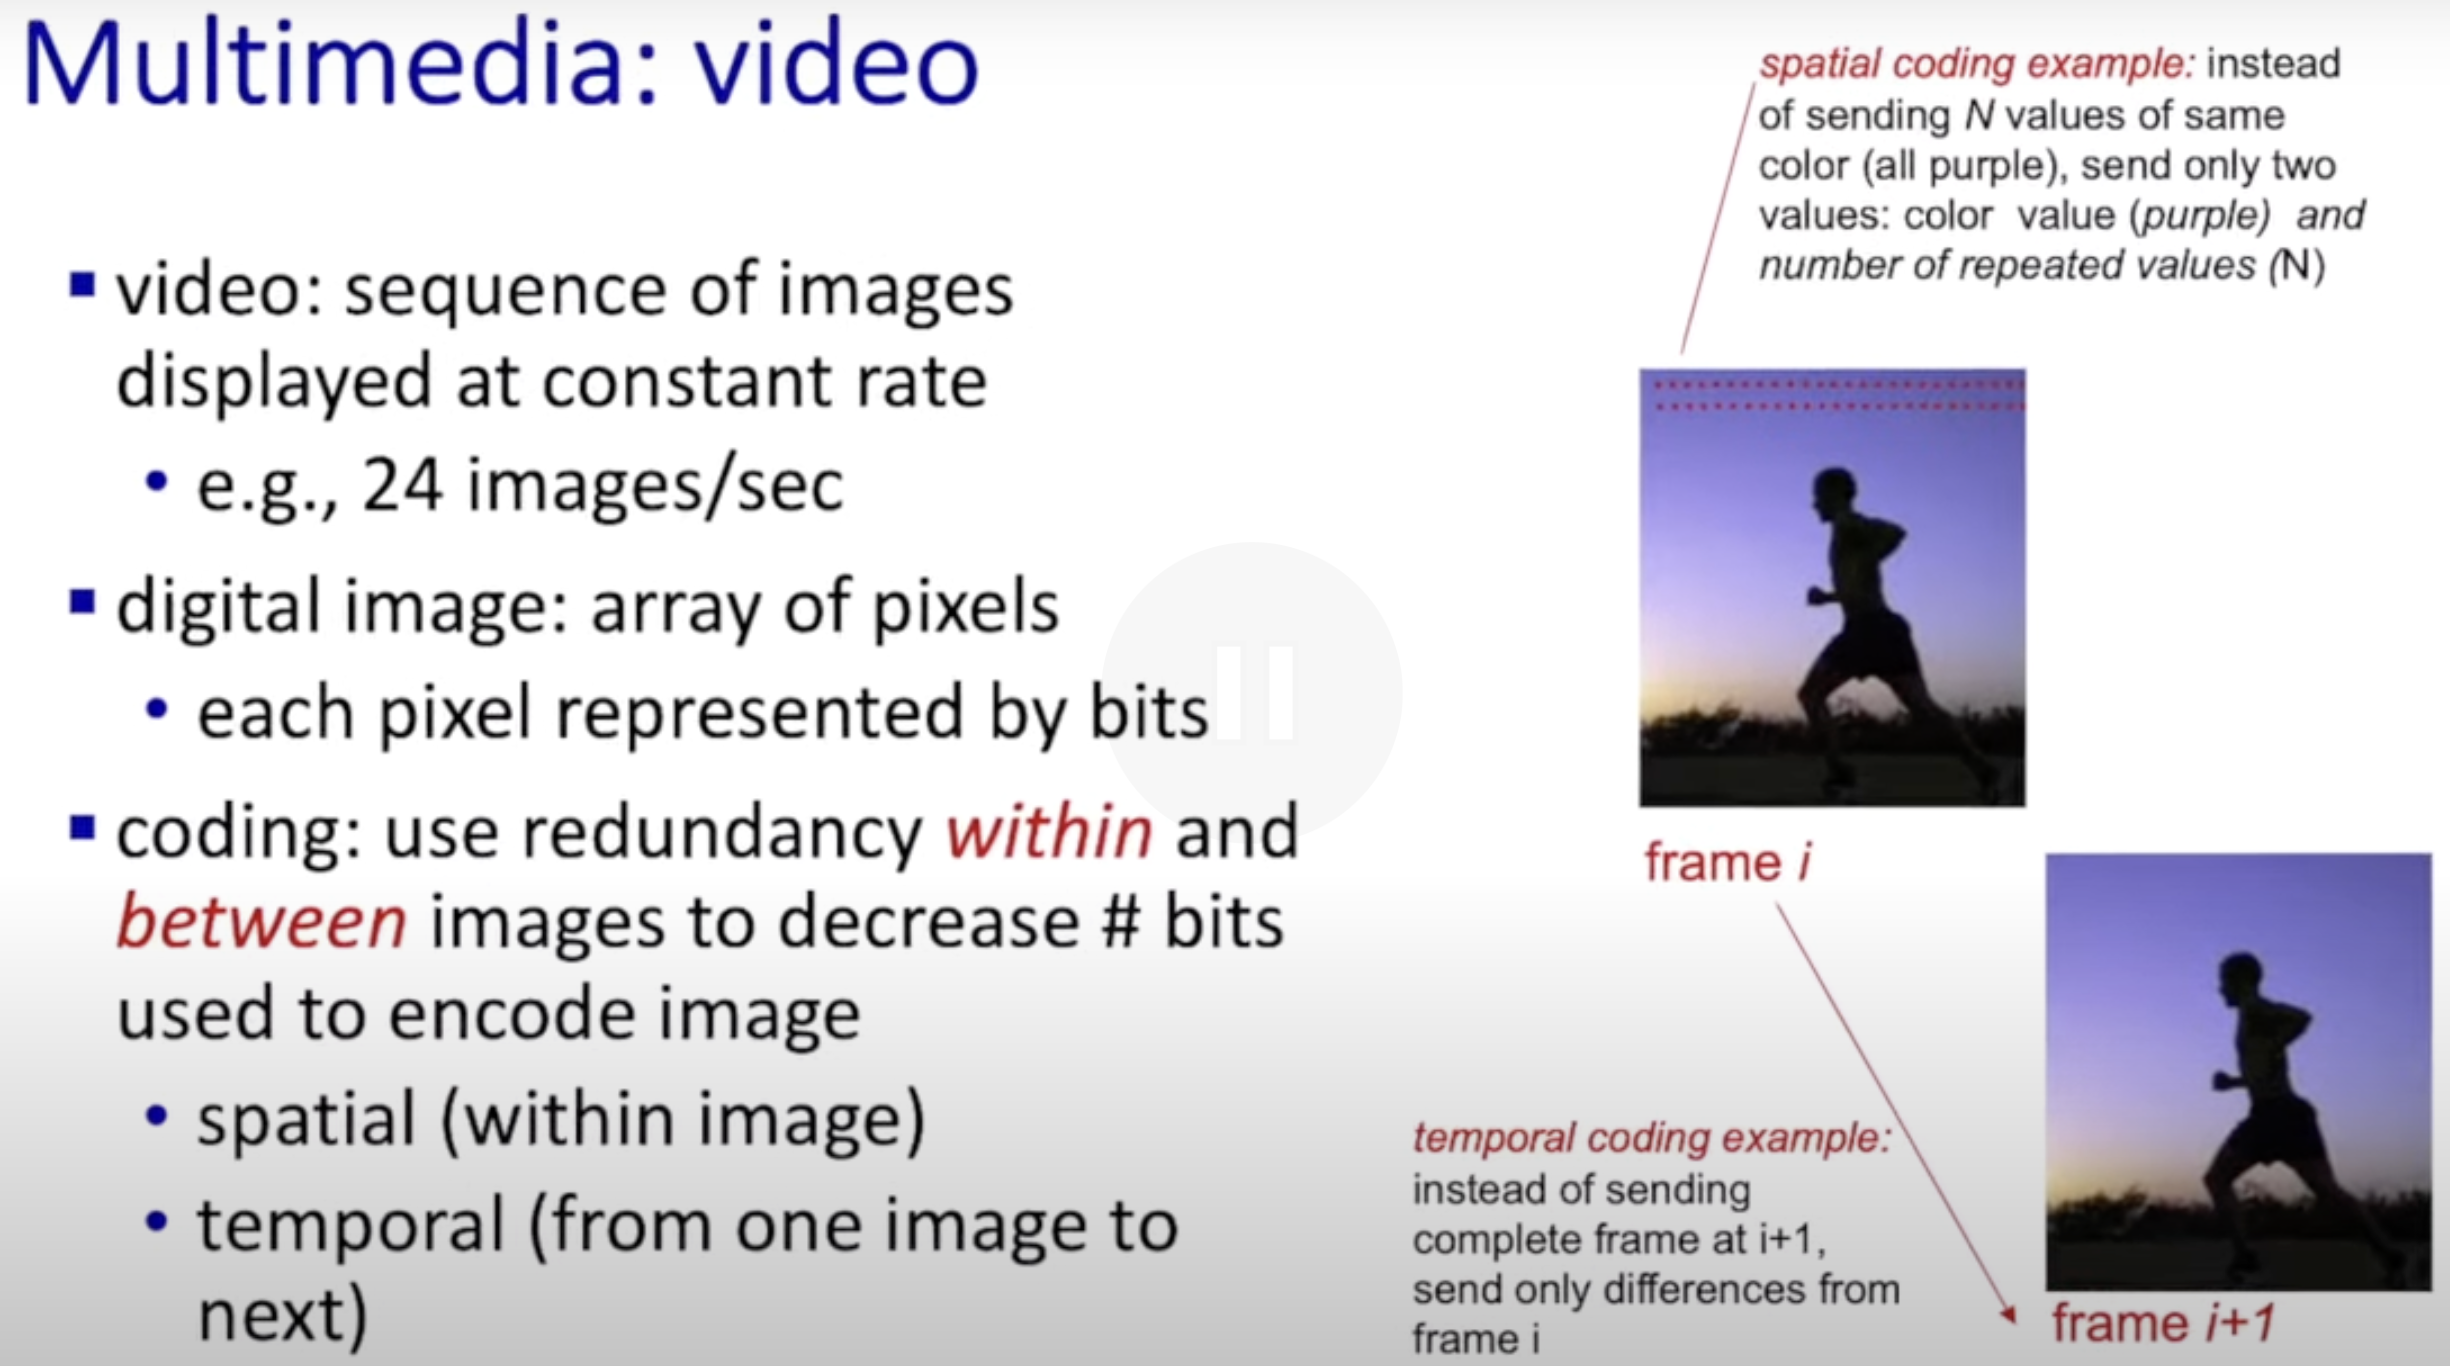 Multimedia: video
▪ video: sequence of images
displayed at constant rate
• e.g., 24 images/sec
▪ digital image: array of pixels
• each pixel represented by bits
▪ coding: use redundancy within and
between images to decrease # bits
used to encode image
• spatial (within image)
• temporal (from one image to
next)
spatial coding example: instead
of sending N values of same
color (all purple), send only two
values: color value (purple) and
number of repeated values (N)
frame i
temporal coding example:
instead of sending
complete frame at i+1,
send only differences from
frame i
frame i+1